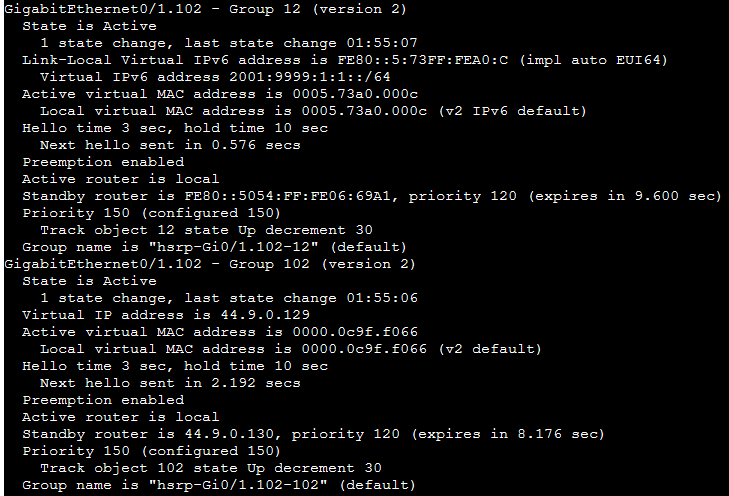 GigabitEthernet0/1.102 - Group 12 (version 2)
  State is Active
    1 state change, last state change 01:55:07
  Link-Local Virtual IPv6 address is FE80::5:73FF:FEA0:C (impl auto EUI64)
    Virtual IPv6 address 2001:9999:1:1::/64
  Active virtual MAC address is 0005.73a0.000c
    Local virtual MAC address is 0005.73a0.000c (v2 IPv6 default)
  Hello time 3 sec, hold time 10 sec
    Next hello sent in 0.576 secs
  Preemption enabled
  Active router is local
  Standby router is FE80::5054:FF:FE06:69A1, priority 120 (expires in 9.600 sec)
  Priority 150 (configured 150)
    Track object 12 state Up decrement 30
  Group name is "hsrp-Gi0/1.102-12" (default)
GigabitEthernet0/1.102 - Group 102 (version 2)
  State is Active
    1 state change, last state change 01:55:06
  Virtual IP address is 44.9.0.129
  Active virtual MAC address is 0000.0c9f.f066
    Local virtual MAC address is 0000.0c9f.f066 (v2 default)
  Hello time 3 sec, hold time 10 sec
    Next hello sent in 2.192 secs
  Preemption enabled
  Active router is local
  Standby router is 44.9.0.130, priority 120 (expires in 8.176 sec)
  Priority 150 (configured 150)
    Track object 102 state Up decrement 30
  Group name is "hsrp-Gi0/1.102-102" (default)